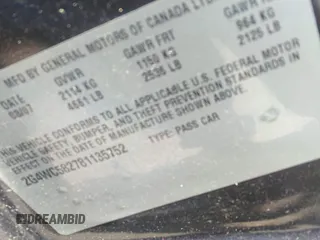 MFD BY GENERAL MOTORS OF CANADA LTD
DATE GVWR GAWR FRT GAWR RR
08/07 2114 KG 1150 KG 964 KG
4661 LB 2536 LB 2125 LB
THIS VEHICLE CONFORMS TO ALL APPLICABLE U.S. FEDERAL MOTOR
VEHICLE SAFETY, BUMPER, AND THEFT PREVENTION STANDARDS IN
EFFECT ON THE DATE OF MANUFACTURE SHOWN ABOVE.
2G4WC582781135752 TYPE: PASS CAR
DREAMBID